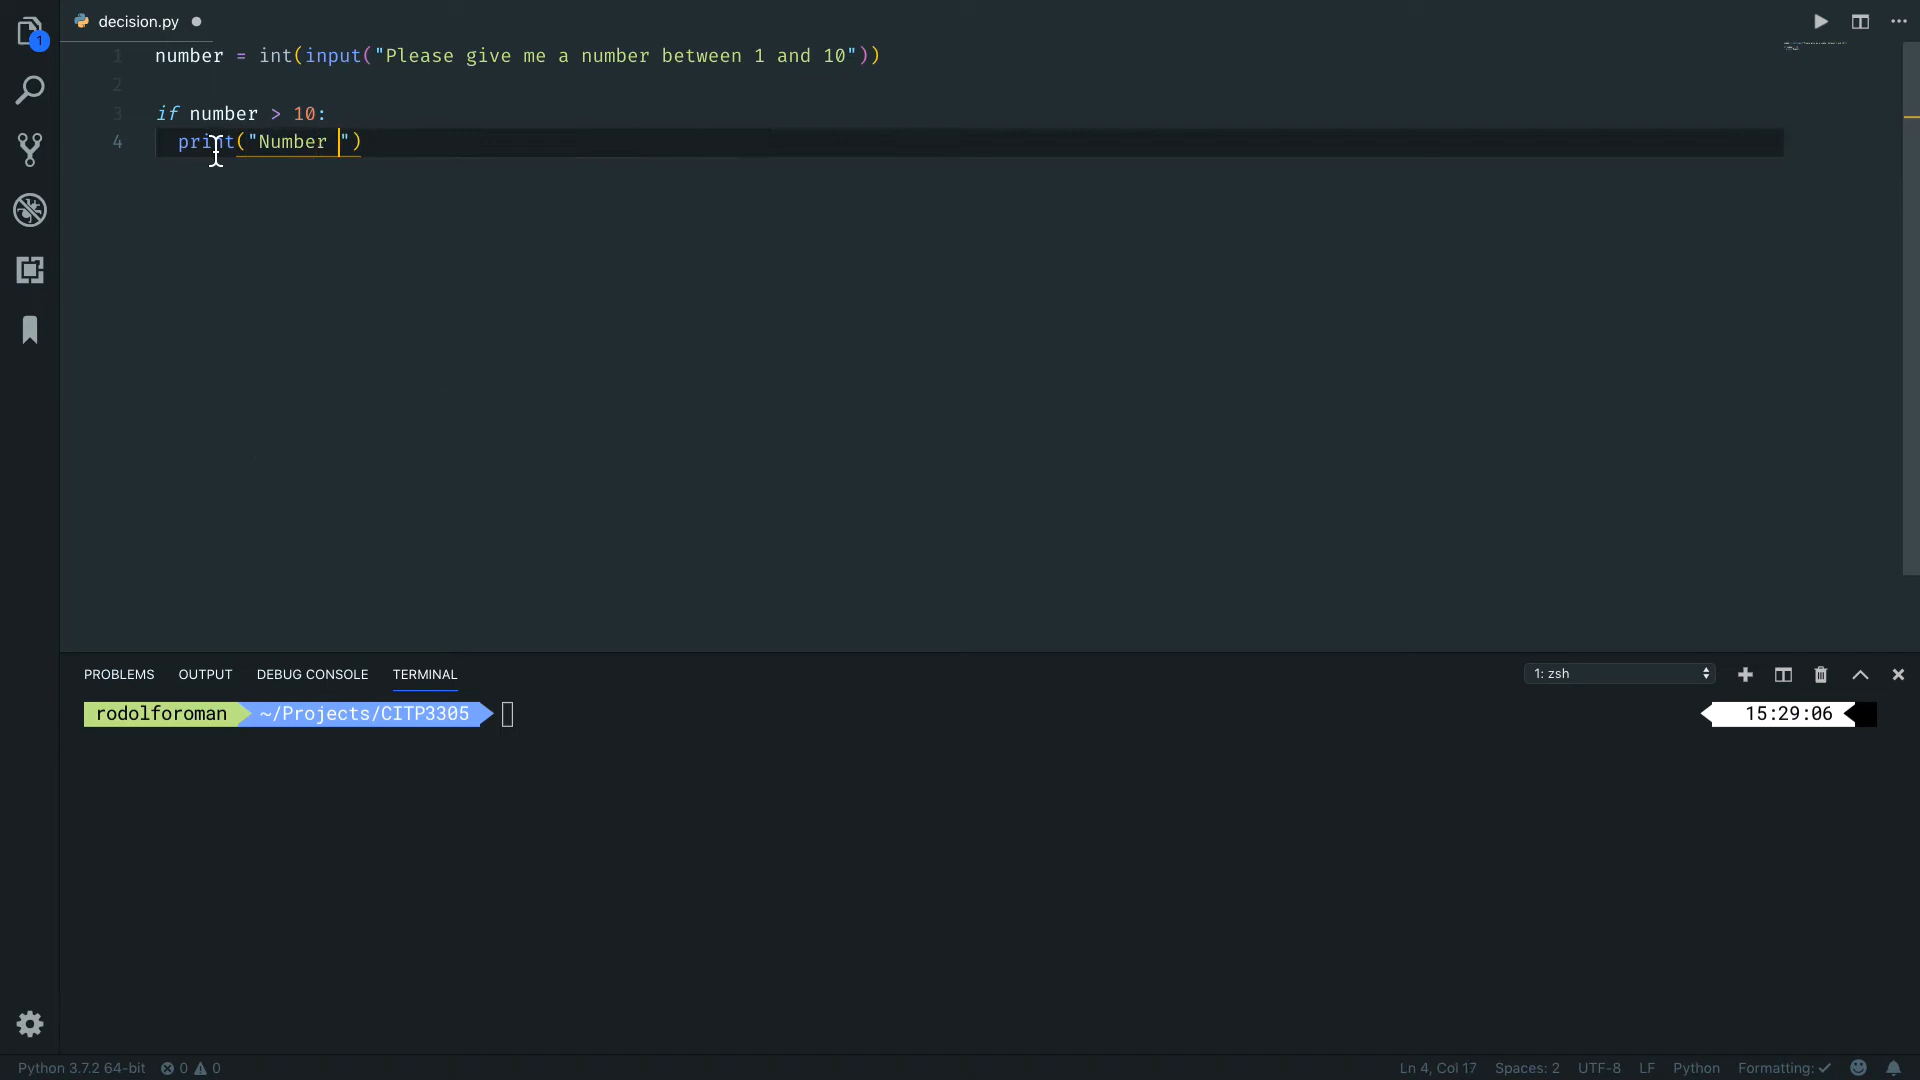 decision.py
1
1 number = int(input("Please give me a number between 1 and 10"))
2
3 if number > 10:
4 print("Number ")
PROBLEMS OUTPUT DEBUG CONSOLE TERMINAL 1: zsh
rodolforoman ~/Projects/CITP3305 15:29:06
Python 3.7.2 64-bit 0 0 Ln 4, Col 17 Spaces: 2 UTF-8 LF Python Formatting: ✓